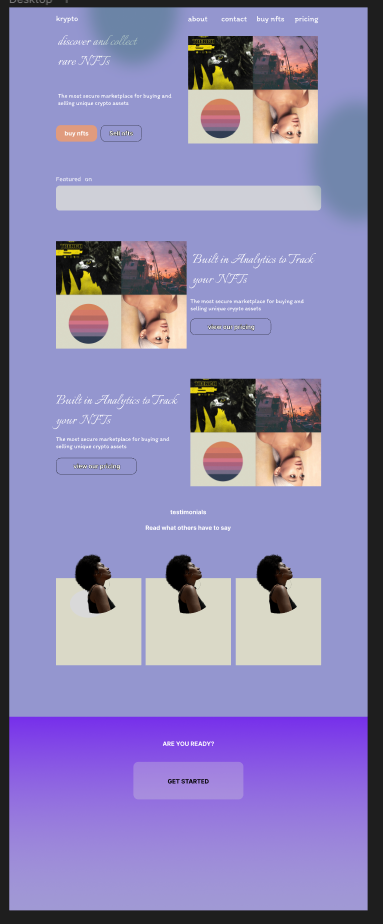 Desktop - 1
krypto
about contact buy nfts pricing
discover and collect
rare NFTs
The most secure marketplace for buying and
selling unique crypto assets
buy nfts
Featured on
Built in Analytics to Track
your NFTs
The most secure marketplace for buying and
selling unique crypto assets
view our pricing
Built in Analytics to Track
your NFTs
The most secure marketplace for buying and
selling unique crypto assets
view our pricing
testimonials
Read what others have to say
ARE YOU READY?
GET STARTED